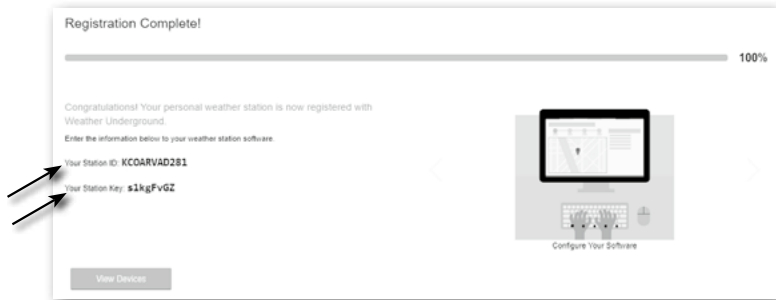 Registration Complete!
100%
Congratulations! Your personal weather station is now registered with
Weather Underground.
Enter the information below to your weather station software.
Your Station ID: KCOARVAD281
Your Station Key: s1kgFvGZ
Configure Your Software
View Devices